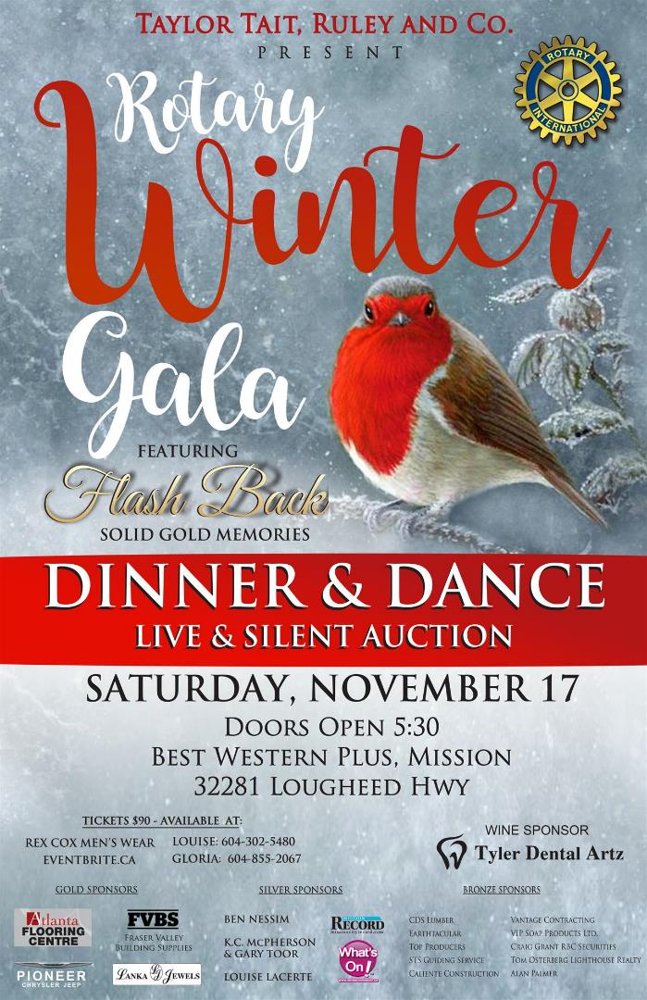 Taylor Tait, Ruley and Co.
PRESENT
ROTARY
INTERNATIONAL
Rotary
Winter
Gala
FEATURING
Flash Back
SOLID GOLD MEMORIES
DINNER & DANCE
LIVE & SILENT AUCTION
SATURDAY, NOVEMBER 17
DOORS OPEN 5:30
BEST WESTERN PLUS, MISSION
32281 LOUGHEED HWY
TICKETS $90 - AVAILABLE AT:
REX COX MEN'S WEAR
EVENTBRITE.CA
LOUISE: 604-302-5480
GLORIA: 604-855-2067
WINE SPONSOR
Tyler Dental Artz
GOLD SPONSORS
Atlanta
FLOORING
CENTRE
FVBS
FRASER VALLEY
BUILDING SUPPLIES
PIONEER
CHRYSLER JEEP
LANKA JEWELS
SILVER SPONSORS
BEN NESSIM
K.C. MCPHERSON
& GARY TOOR
LOUISE LACERTE
MISSION
RECORD
missioncityrecord.com
What's
On!
BRONZE SPONSORS
CDS LUMBER
EARTHTACULAR
TOP PRODUCERS
STS GUIDING SERVICE
CALIENTE CONSTRUCTION
VANTAGE CONTRACTING
VIP SOAP PRODUCTS LTD.
CRAIG GRANT RBC SECURITIES
TOM OSTERBERG LIGHTHOUSE REALTY
ALAN PALMER